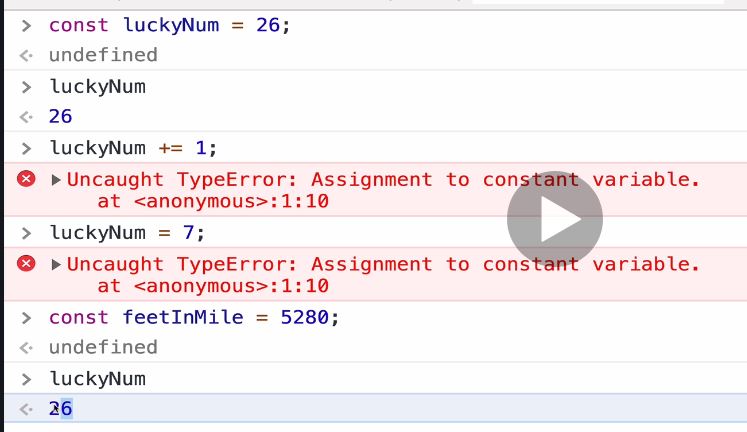 const luckyNum = 26;
undefined
luckyNum
26
luckyNum += 1;
Uncaught TypeError: Assignment to constant variable.
at <anonymous>:1:10
luckyNum = 7;
Uncaught TypeError: Assignment to constant variable.
at <anonymous>:1:10
const feetInMile = 5280;
undefined
luckyNum
26